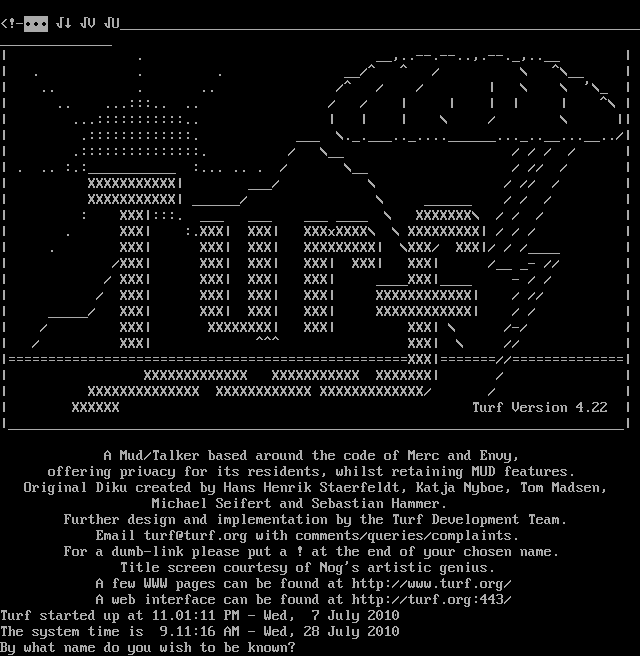 TURF
Turf Version 4.22
A Mud/Talker based around the code of Merc and Envy,
offering privacy for its residents, whilst retaining MUD features.
Original Diku created by Hans Henrik Staerfeldt, Katja Nyboe, Tom Madsen,
Michael Seifert and Sebastian Hammer.
Further design and implementation by the Turf Development Team.
Email turf@turf.org with comments/queries/complaints.
For a dumb-link please put a ! at the end of your chosen name.
Title screen courtesy of Nog's artistic genius.
A few WWW pages can be found at http://www.turf.org/
A web interface can be found at http://turf.org:443/
Turf started up at 11.01:11 PM - Wed,  7 July 2010
The system time is  9.11:16 AM - Wed, 28 July 2010
By what name do you wish to be known?